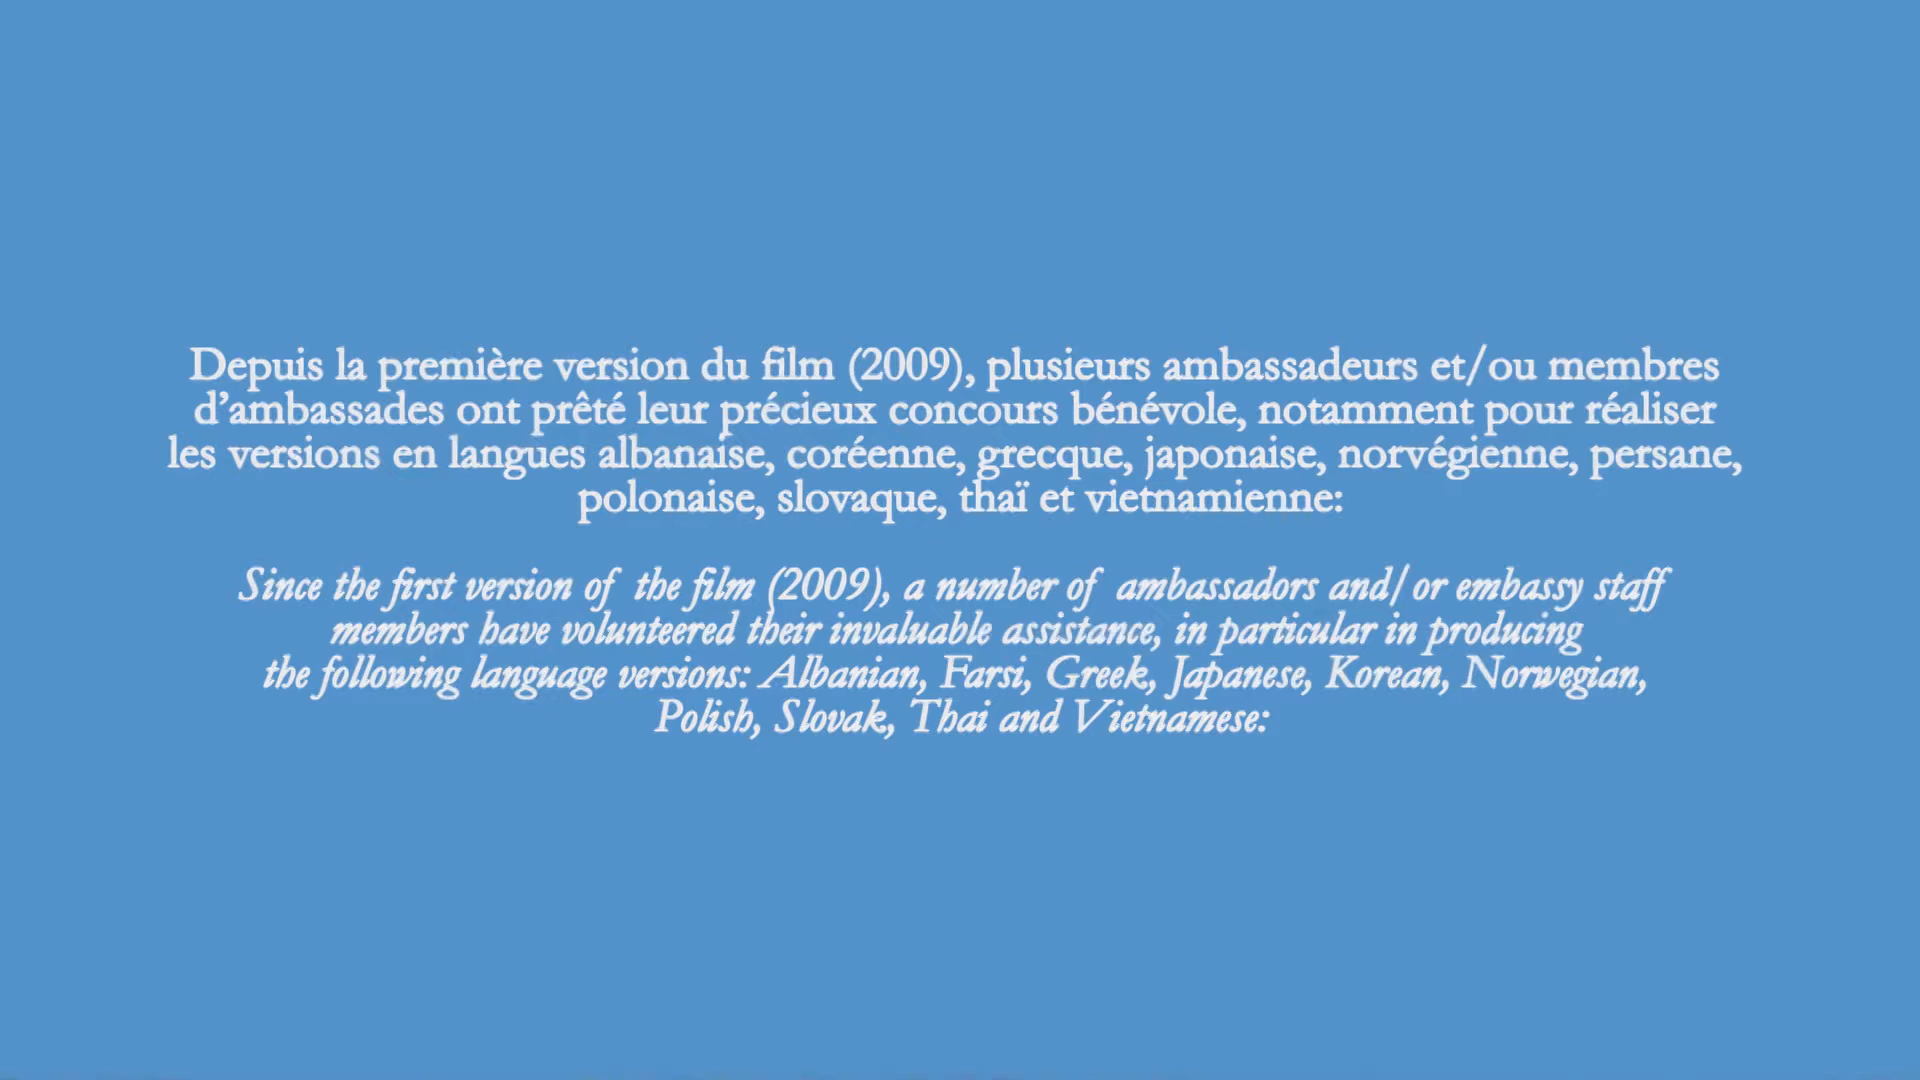 Depuis la première version du film (2009), plusieurs ambassadeurs et/ou membres
d’ambassades ont prêté leur précieux concours bénévole, notamment pour réaliser
les versions en langues albanaise, coréenne, grecque, japonaise, norvégienne, persane,
polonaise, slovaque, thaï et vietnamienne:
Since the first version of the film (2009), a number of ambassadors and/or embassy staff
members have volunteered their invaluable assistance, in particular in producing
the following language versions: Albanian, Farsi, Greek, Japanese, Korean, Norwegian,
Polish, Slovak, Thai and Vietnamese: